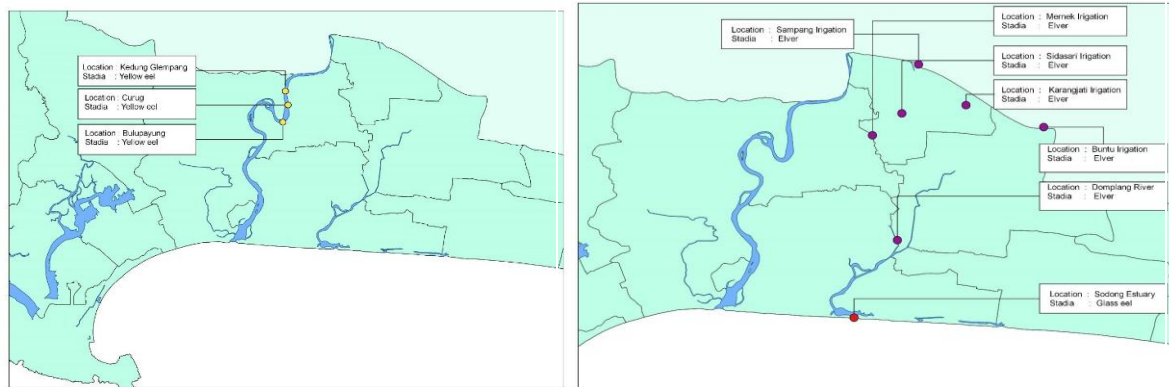 Location : Kedung Glempang
Stadia : Yellow eel
Location : Curug
Stadia : Yellow eel
Location : Bulupayung
Stadia : Yellow eel
Location : Sampang Irigation
Stadia : Elver
Location : Mernek Irigation
Stadia : Elver
Location : Sidasari Irigation
Stadia : Elver
Location : Karangjati Irigation
Stadia : Elver
Location : Buntu Irigation
Stadia : Elver
Location : Domplang River
Stadia : Elver
Location : Sodong Estuary
Stadia : Glass eel